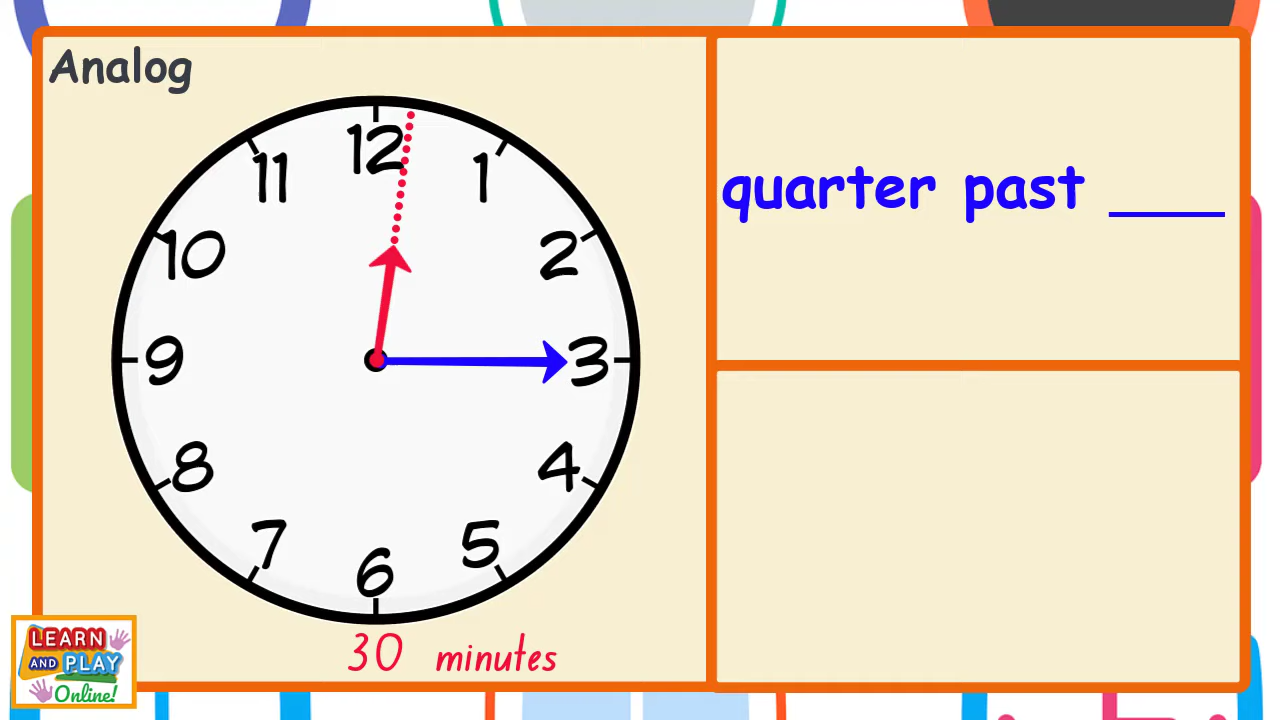 Analog
12
11
1
10
2
9
3
8
4
7
5
6
quarter past ____
30 minutes
LEARN
AND PLAY
Online!